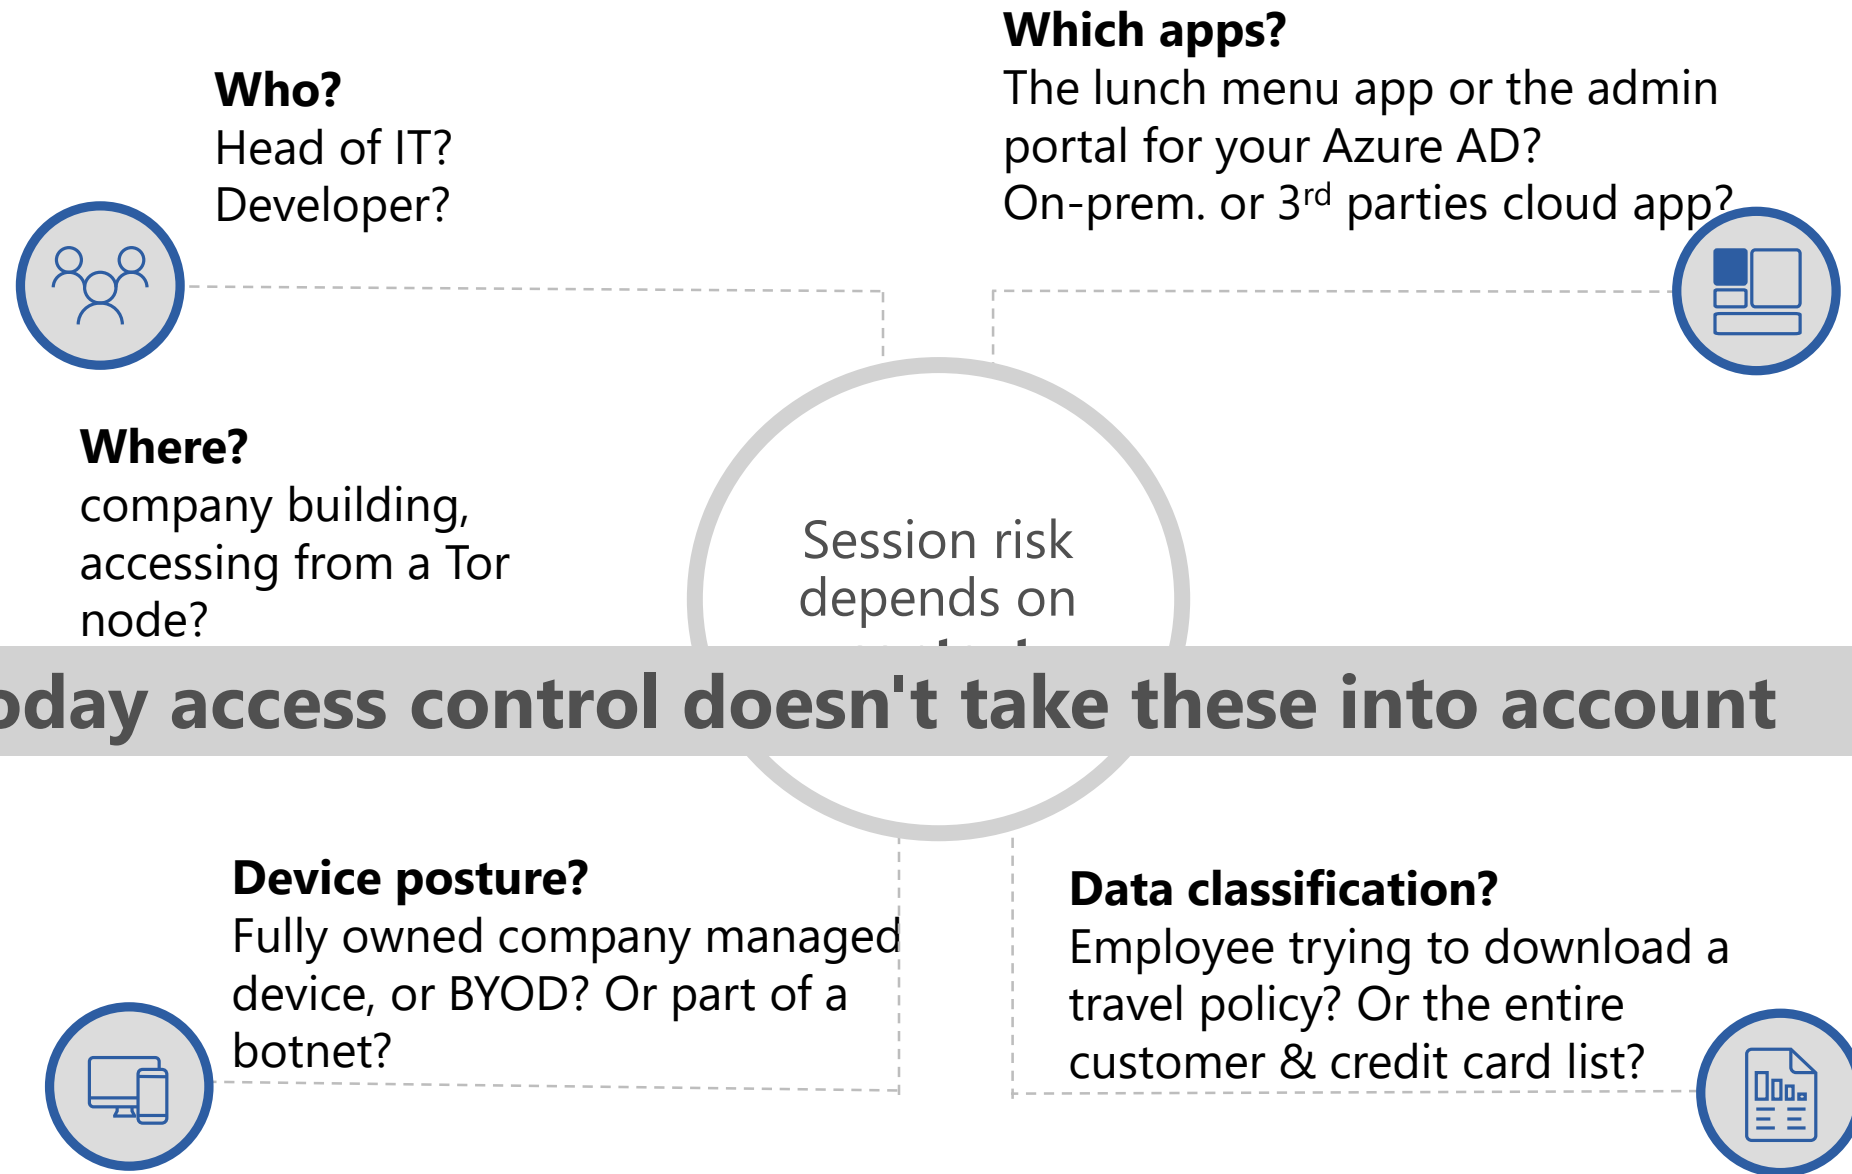 Who?
Head of IT?
Developer?
Which apps?
The lunch menu app or the admin
portal for your Azure AD?
On-prem. or 3rd parties cloud app?
Where?
company building,
accessing from a Tor
node?
Session risk
depends on
oday access control doesn't take these into account
Device posture?
Fully owned company managed
device, or BYOD? Or part of a
botnet?
Data classification?
Employee trying to download a
travel policy? Or the entire
customer & credit card list?